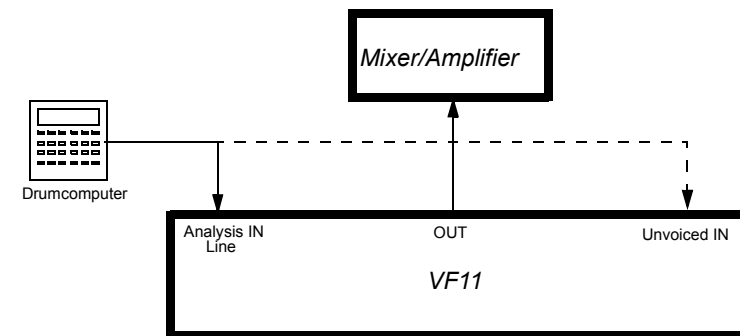 Mixer/Amplifier
Drumcomputer
Analysis IN
Line
OUT
Unvoiced IN
VF11